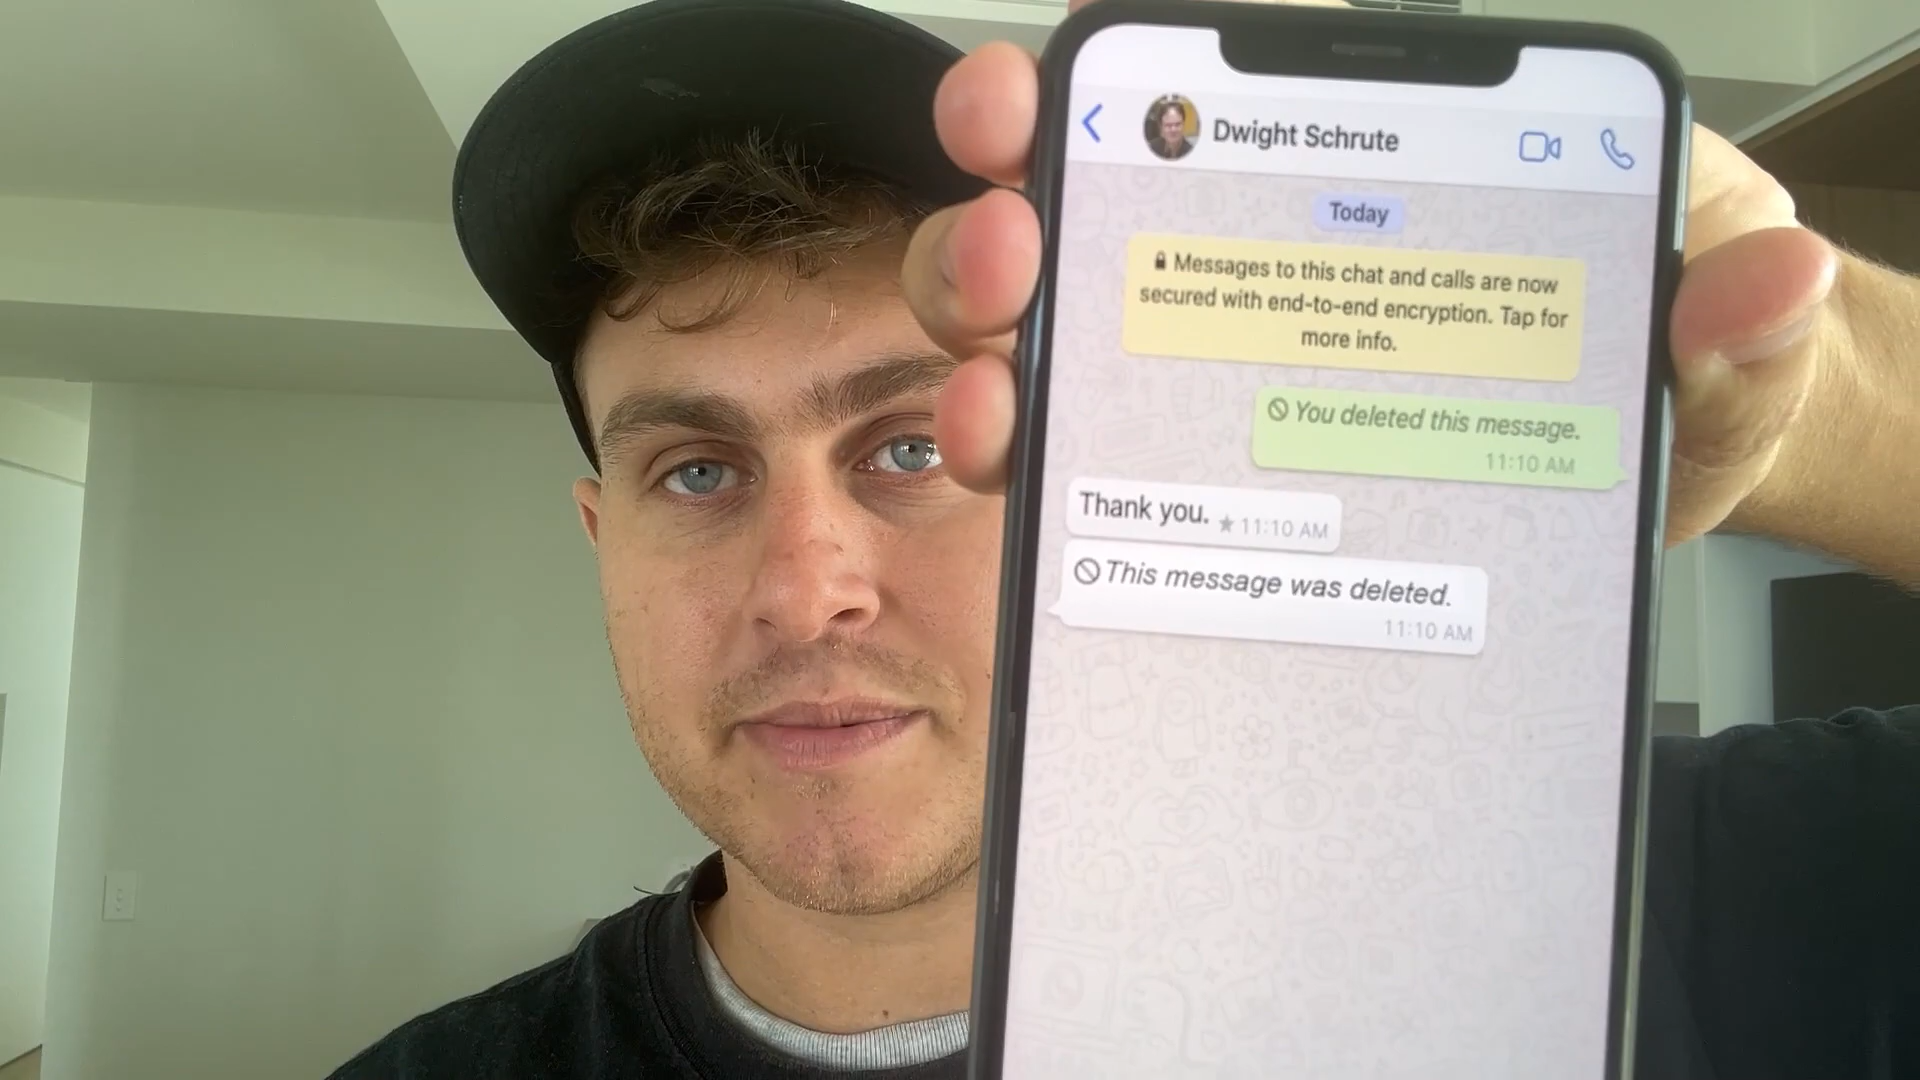 Dwight Schrute
Today
Messages to this chat and calls are now
secured with end-to-end encryption. Tap for
more info.
You deleted this message.
11:10 AM
Thank you. ★ 11:10 AM
This message was deleted.
11:10 AM